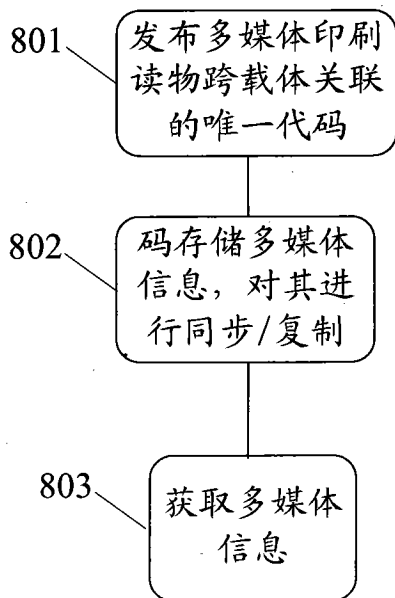 801
发布多媒体印刷
读物跨载体关联
的唯一代码
802
码存储多媒体
信息，对其进
行同步/复制
803
获取多媒体
信息